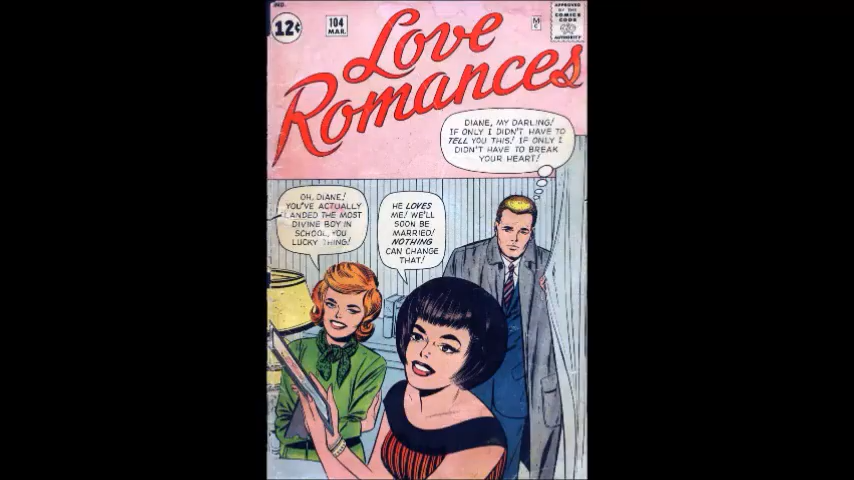 IND.
12¢
104
MAR.
M
C
APPROVED
BY THE
COMICS
CODE
AUTHORITY
Love
Romances
DIANE, MY DARLING!
IF ONLY I DIDN'T HAVE TO
TELL YOU THIS! IF ONLY I
DIDN'T HAVE TO BREAK
YOUR HEART!
OH, DIANE!
YOU'VE ACTUALLY
LANDED THE MOST
DIVINE BOY IN
SCHOOL, YOU
LUCKY THING!
HE LOVES
ME! WE'LL
SOON BE
MARRIED!
NOTHING
CAN CHANGE
THAT!